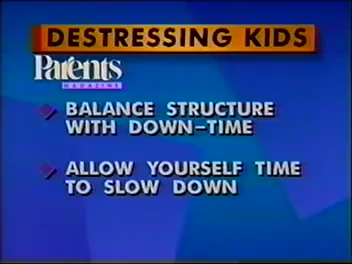 DESTRESSING KIDS
Parents
MAGAZINE
BALANCE STRUCTURE
WITH DOWN-TIME
ALLOW YOURSELF TIME
TO SLOW DOWN